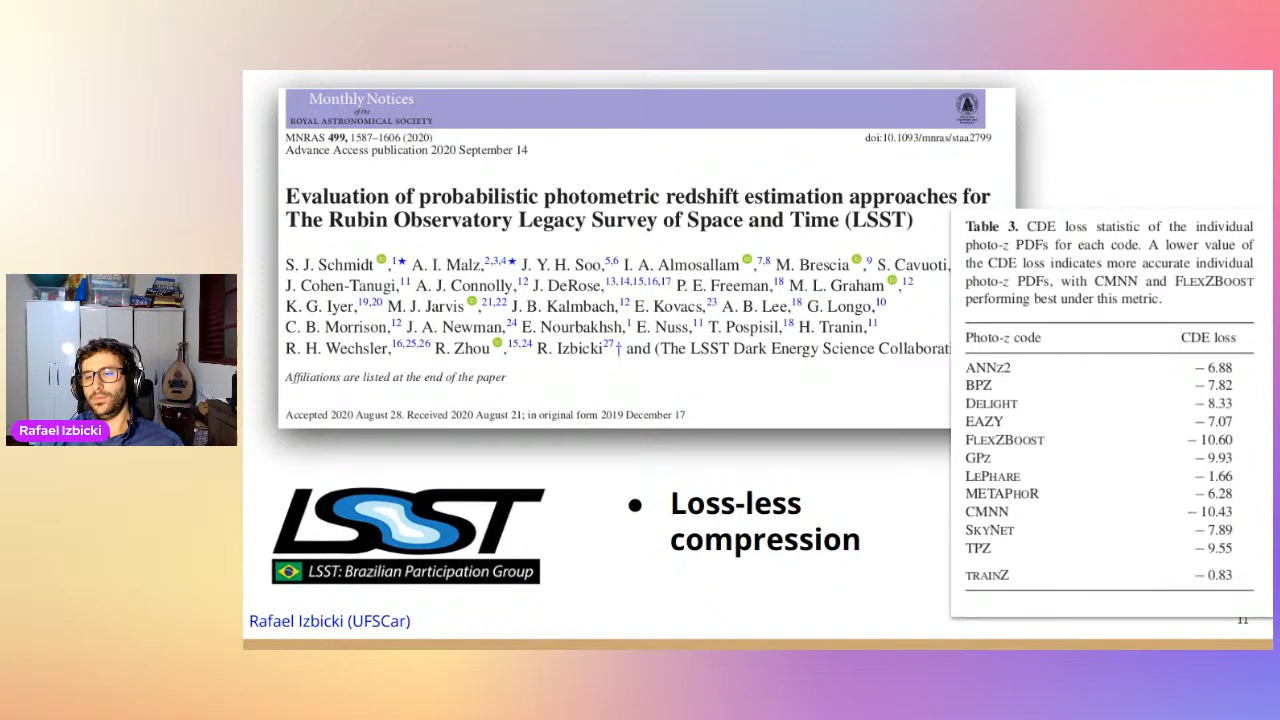 Monthly Notices
of the
ROYAL ASTRONOMICAL SOCIETY
MNRAS 499, 1587–1606 (2020)
doi:10.1093/mnras/staa2799
Advance Access publication 2020 September 14
Evaluation of probabilistic photometric redshift estimation approaches for
The Rubin Observatory Legacy Survey of Space and Time (LSST)
S. J. Schmidt ,1★ A. I. Malz,2,3,4★ J. Y. H. Soo,5,6 I. A. Almosallam ,7,8 M. Brescia ,9 S. Cavuoti,
J. Cohen-Tanugi,11 A. J. Connolly,12 J. DeRose,13,14,15,16,17 P. E. Freeman,18 M. L. Graham ,12
K. G. Iyer,19,20 M. J. Jarvis ,21,22 J. B. Kalmbach,12 E. Kovacs,23 A. B. Lee,18 G. Longo,10
C. B. Morrison,12 J. A. Newman,24 E. Nourbakhsh,1 E. Nuss,11 T. Pospisil,18 H. Tranin,11
R. H. Wechsler,16,25,26 R. Zhou ,15,24 R. Izbicki27† and (The LSST Dark Energy Science Collaborati
Affiliations are listed at the end of the paper
Accepted 2020 August 28. Received 2020 August 21; in original form 2019 December 17
Table 3. CDE loss statistic of the individual
photo-z PDFs for each code. A lower value of
the CDE loss indicates more accurate individual
photo-z PDFs, with CMNN and FLEXZBOOST
performing best under this metric.
Photo-z code CDE loss
ANNZ2 − 6.88
BPZ − 7.82
DELIGHT − 8.33
EAZY − 7.07
FLEXZBOOST − 10.60
GPZ − 9.93
LEPHARE − 1.66
METAPHOR − 6.28
CMNN − 10.43
SKYNET − 7.89
TPZ − 9.55
TRAINZ − 0.83
Rafael Izbicki
LSST
LSST: Brazilian Participation Group
● Loss-less
compression
Rafael Izbicki (UFSCar)
11